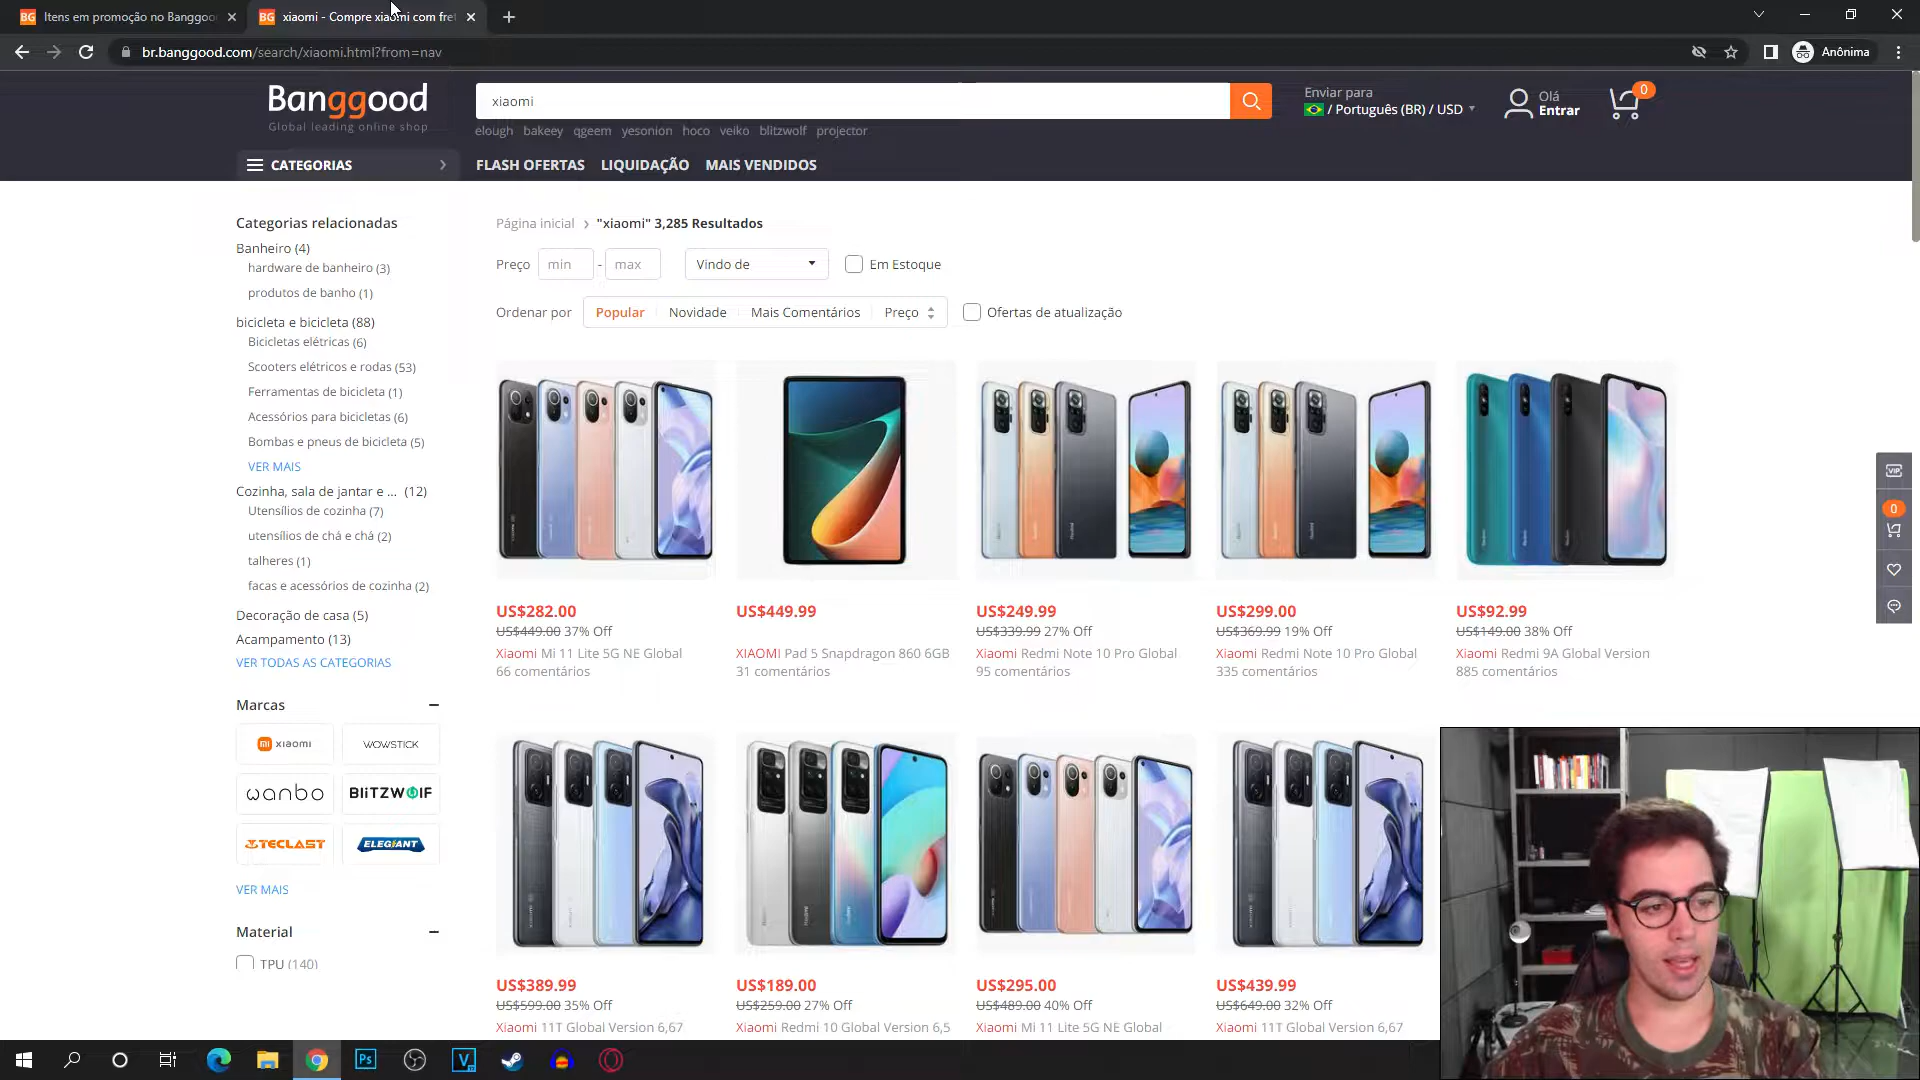 BG Itens em promoção no Banggoo
BG xiaomi - Compre xiaomi com fret
br.banggood.com/search/xiaomi.html?from=nav
Anônima
Banggood
Global leading online shop
xiaomi
elough bakeey qgeem yesonion hoco veiko blitzwolf projector
Enviar para
/ Português (BR) / USD
Olá
Entrar
0
CATEGORIAS
FLASH OFERTAS LIQUIDAÇÃO MAIS VENDIDOS
Categorias relacionadas
Banheiro (4)
hardware de banheiro (3)
produtos de banho (1)
bicicleta e bicicleta (88)
Bicicletas elétricas (6)
Scooters elétricos e rodas (53)
Ferramentas de bicicleta (1)
Acessórios para bicicletas (6)
Bombas e pneus de bicicleta (5)
VER MAIS
Cozinha, sala de jantar e ... (12)
Utensílios de cozinha (7)
utensílios de chá e chá (2)
talheres (1)
facas e acessórios de cozinha (2)
Decoração de casa (5)
Acampamento (13)
VER TODAS AS CATEGORIAS
Marcas
mi xiaomi
WOWSTICK
wanbo
BLiTZWOLF
TECLAST
ELEGIANT
VER MAIS
Material
TPU (140)
Página inicial > "xiaomi" 3,285 Resultados
Preço min - max Vindo de Em Estoque
Ordenar por Popular Novidade Mais Comentários Preço Ofertas de atualização
US$282.00
US$449.00 37% Off
Xiaomi Mi 11 Lite 5G NE Global
66 comentários
US$449.99
XIAOMI Pad 5 Snapdragon 860 6GB
31 comentários
US$249.99
US$339.99 27% Off
Xiaomi Redmi Note 10 Pro Global
95 comentários
US$299.00
US$369.99 19% Off
Xiaomi Redmi Note 10 Pro Global
335 comentários
US$92.99
US$149.00 38% Off
Xiaomi Redmi 9A Global Version
885 comentários
US$389.99
US$599.00 35% Off
Xiaomi 11T Global Version 6,67
US$189.00
US$259.00 27% Off
Xiaomi Redmi 10 Global Version 6,5
US$295.00
US$489.00 40% Off
Xiaomi Mi 11 Lite 5G NE Global
US$439.99
US$649.00 32% Off
Xiaomi 11T Global Version 6,67
VIP
0
Ps
V